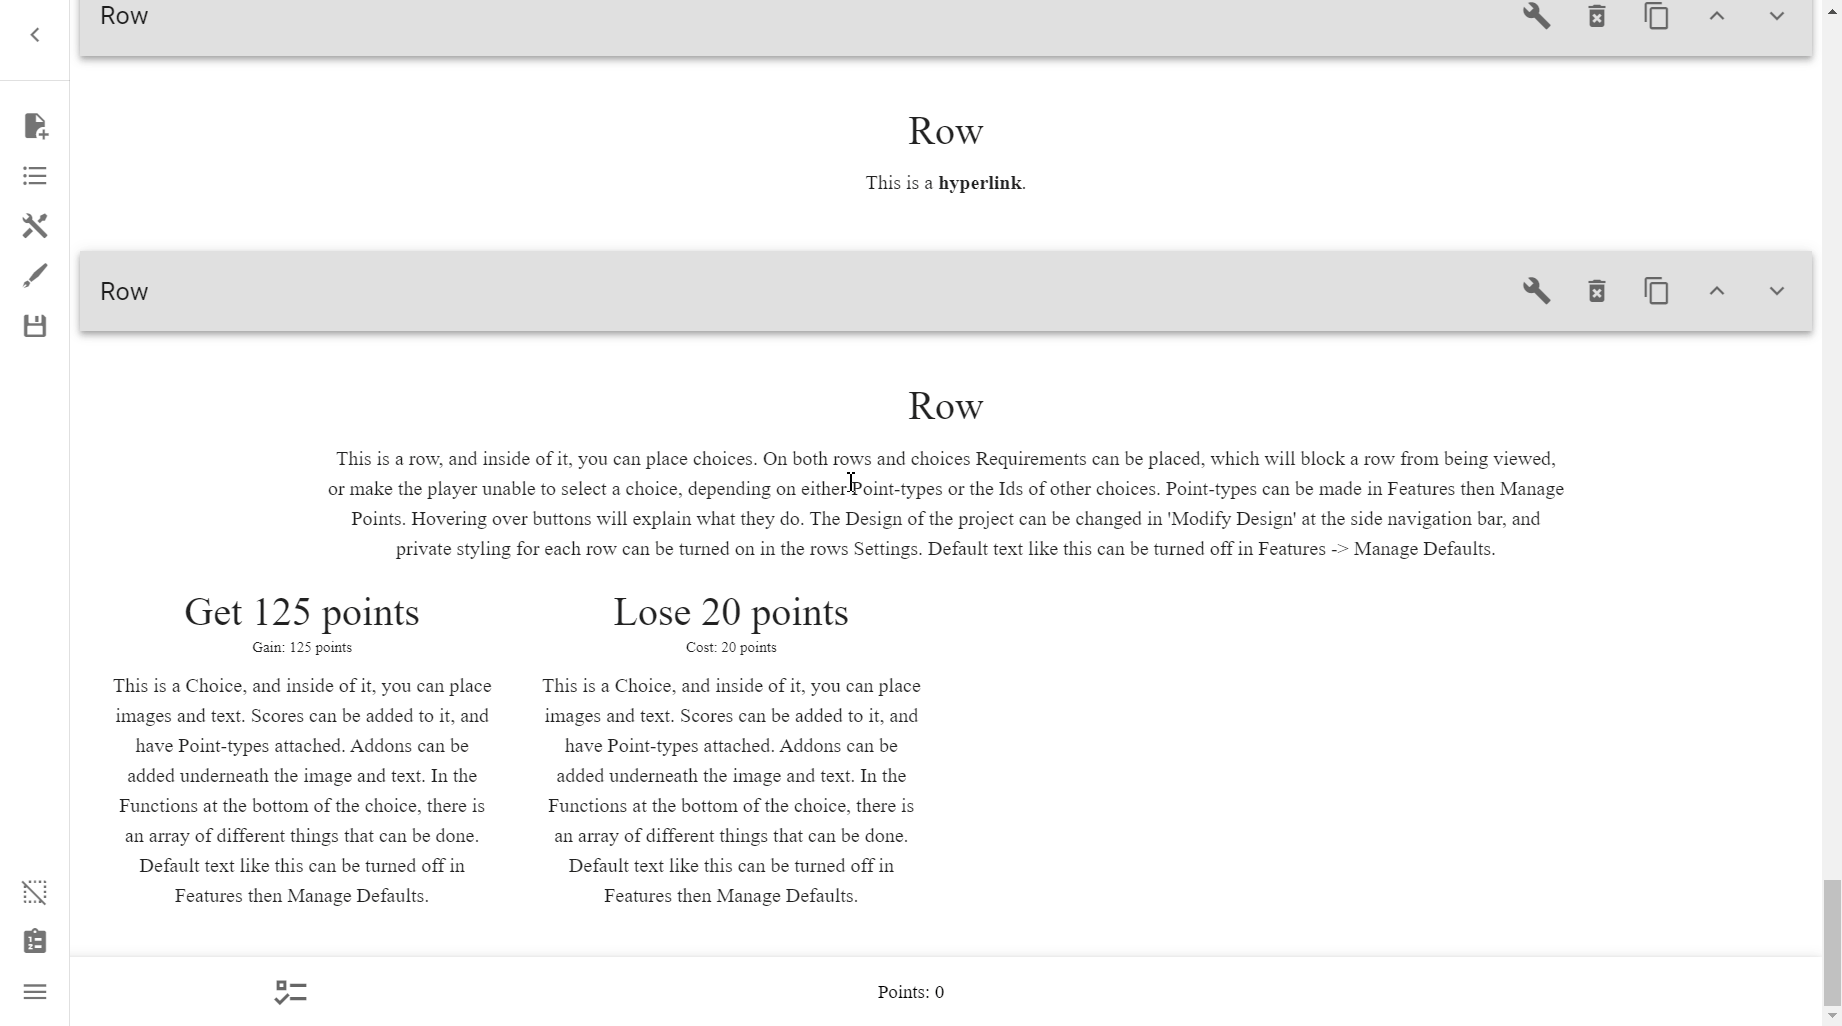 Row
Row
This is a hyperlink.
Row
Row
This is a row, and inside of it, you can place choices. On both rows and choices Requirements can be placed, which will block a row from being viewed,
or make the player unable to select a choice, depending on either Point-types or the Ids of other choices. Point-types can be made in Features then Manage
Points. Hovering over buttons will explain what they do. The Design of the project can be changed in 'Modify Design' at the side navigation bar, and
private styling for each row can be turned on in the rows Settings. Default text like this can be turned off in Features -> Manage Defaults.
Get 125 points
Gain: 125 points
This is a Choice, and inside of it, you can place
images and text. Scores can be added to it, and
have Point-types attached. Addons can be
added underneath the image and text. In the
Functions at the bottom of the choice, there is
an array of different things that can be done.
Default text like this can be turned off in
Features then Manage Defaults.
Lose 20 points
Cost: 20 points
This is a Choice, and inside of it, you can place
images and text. Scores can be added to it, and
have Point-types attached. Addons can be
added underneath the image and text. In the
Functions at the bottom of the choice, there is
an array of different things that can be done.
Default text like this can be turned off in
Features then Manage Defaults.
Points: 0